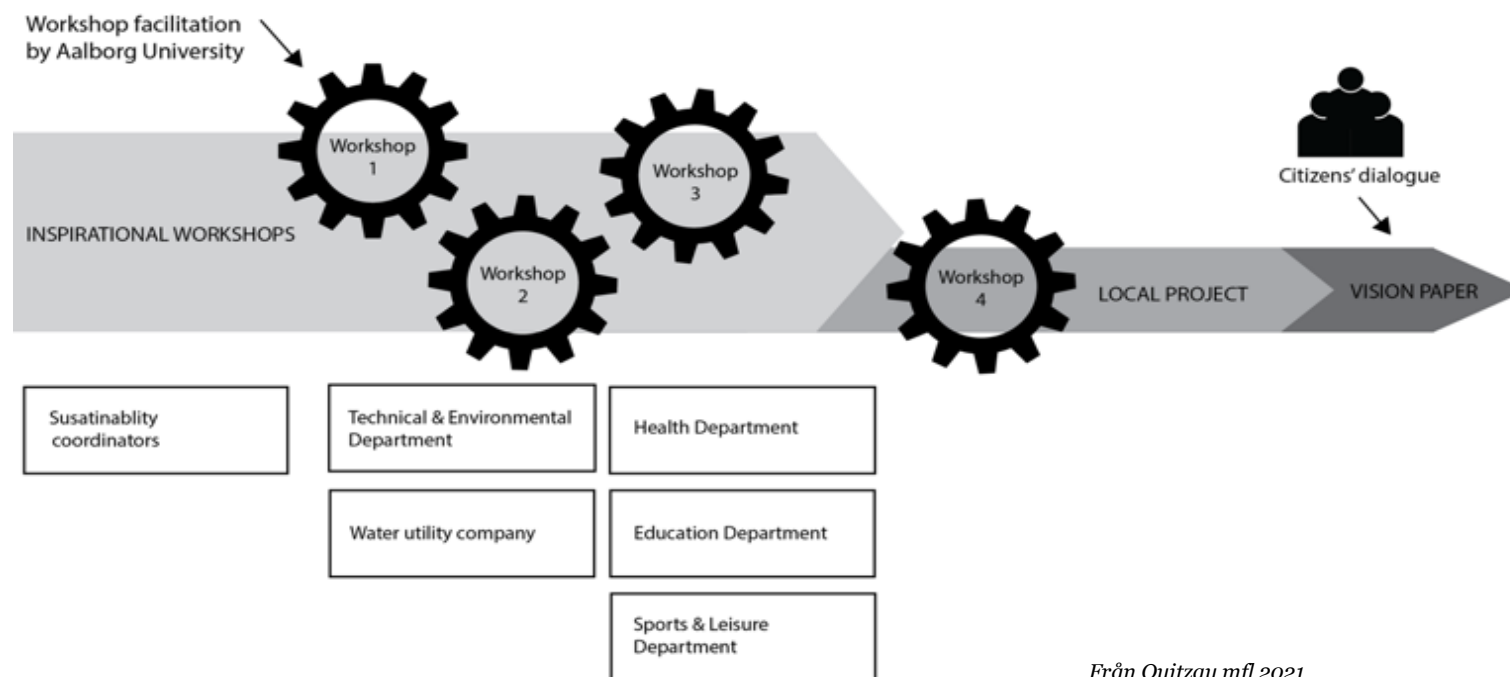 Workshop facilitation
by Aalborg University
Workshop
1
Workshop
2
Workshop
3
INSPIRATIONAL WORKSHOPS
Workshop
4
LOCAL PROJECT
VISION PAPER
Citizens' dialogue
Susatinablity
coordinators
Technical & Environmental
Department
Water utility company
Health Department
Education Department
Sports & Leisure
Department
Från Quitzau mfl 2021